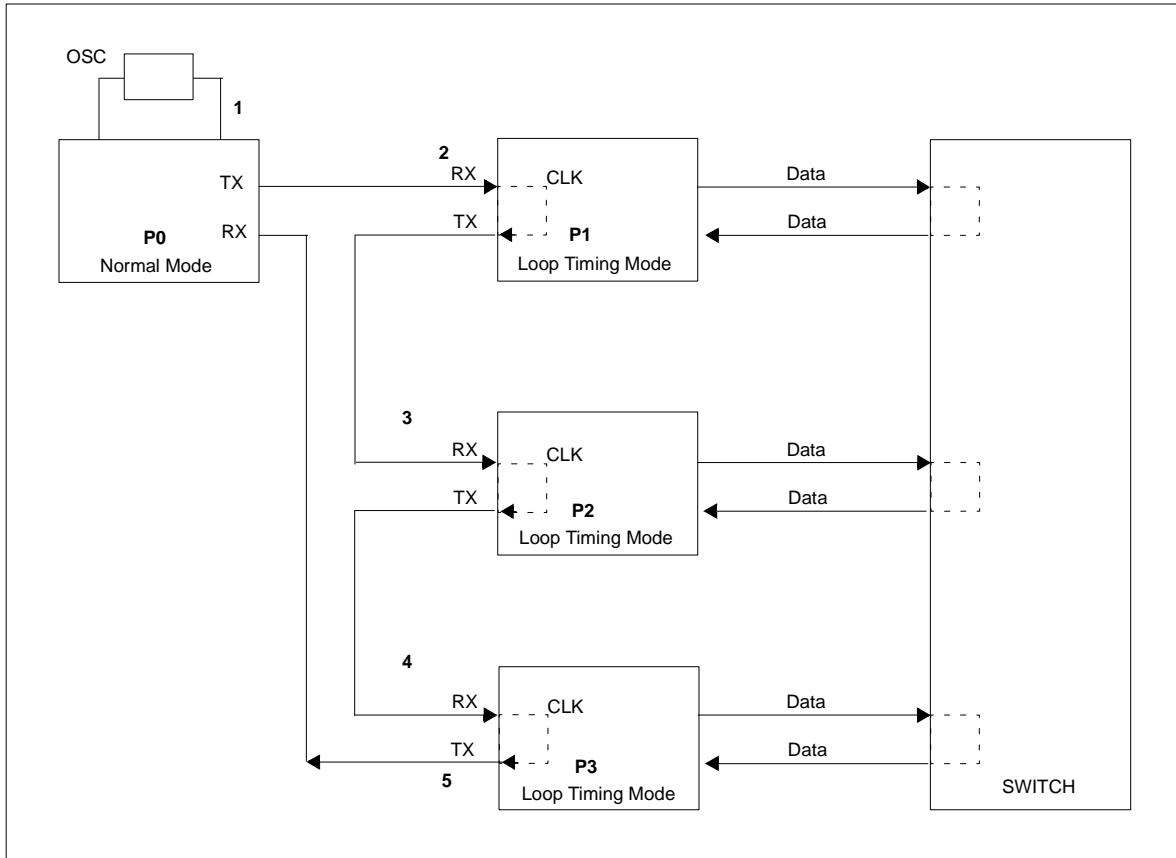 OSC
1
TX
RX
P0
Normal Mode
2
RX
CLK
TX
P1
Loop Timing Mode
Data
Data
3
RX
CLK
TX
P2
Loop Timing Mode
Data
Data
4
RX
CLK
TX
5
P3
Loop Timing Mode
Data
Data
SWITCH